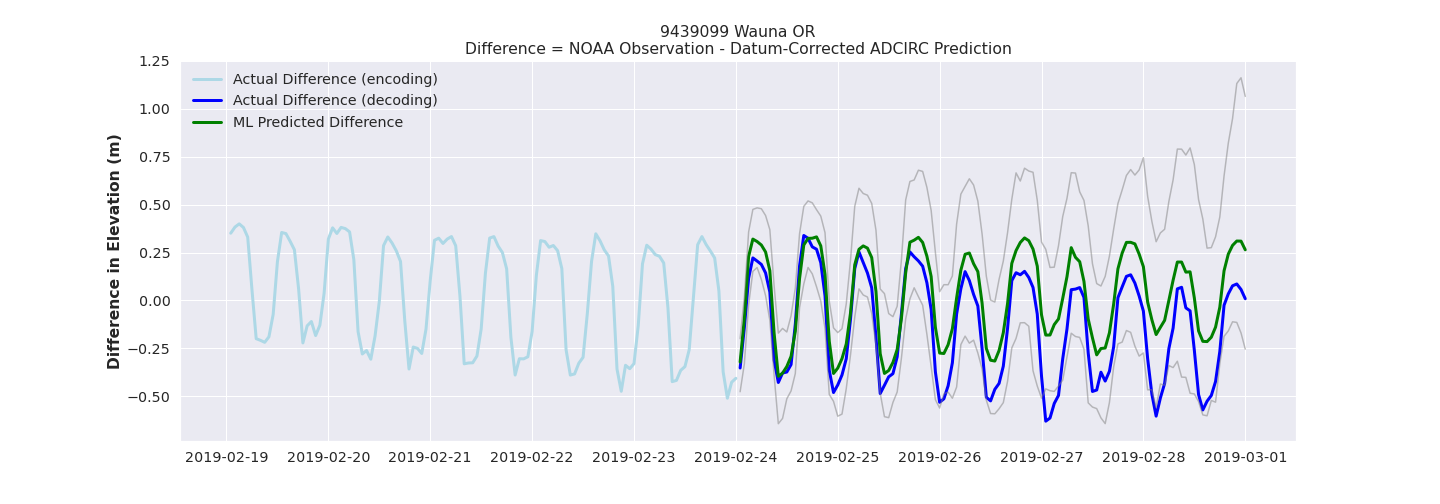 9439099 Wauna OR
Difference = NOAA Observation - Datum-Corrected ADCIRC Prediction
Difference in Elevation (m)
1.25
1.00
0.75
0.50
0.25
0.00
−0.25
−0.50
Actual Difference (encoding)
Actual Difference (decoding)
ML Predicted Difference
2019-02-19 2019-02-20 2019-02-21 2019-02-22 2019-02-23 2019-02-24 2019-02-25 2019-02-26 2019-02-27 2019-02-28 2019-03-01